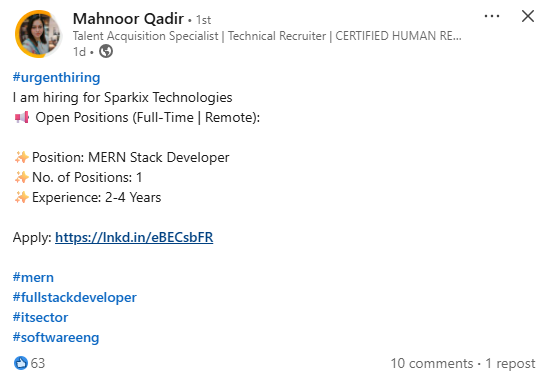 Mahnoor Qadir • 1st
Talent Acquisition Specialist | Technical Recruiter | CERTIFIED HUMAN RE...
1d •
#urgenthiring
I am hiring for Sparkix Technologies
📢 Open Positions (Full-Time | Remote):
✨Position: MERN Stack Developer
✨No. of Positions: 1
✨Experience: 2-4 Years
Apply: https://lnkd.in/eBECsbFR
#mern
#fullstackdeveloper
#itsector
#softwareeng
63
10 comments • 1 repost